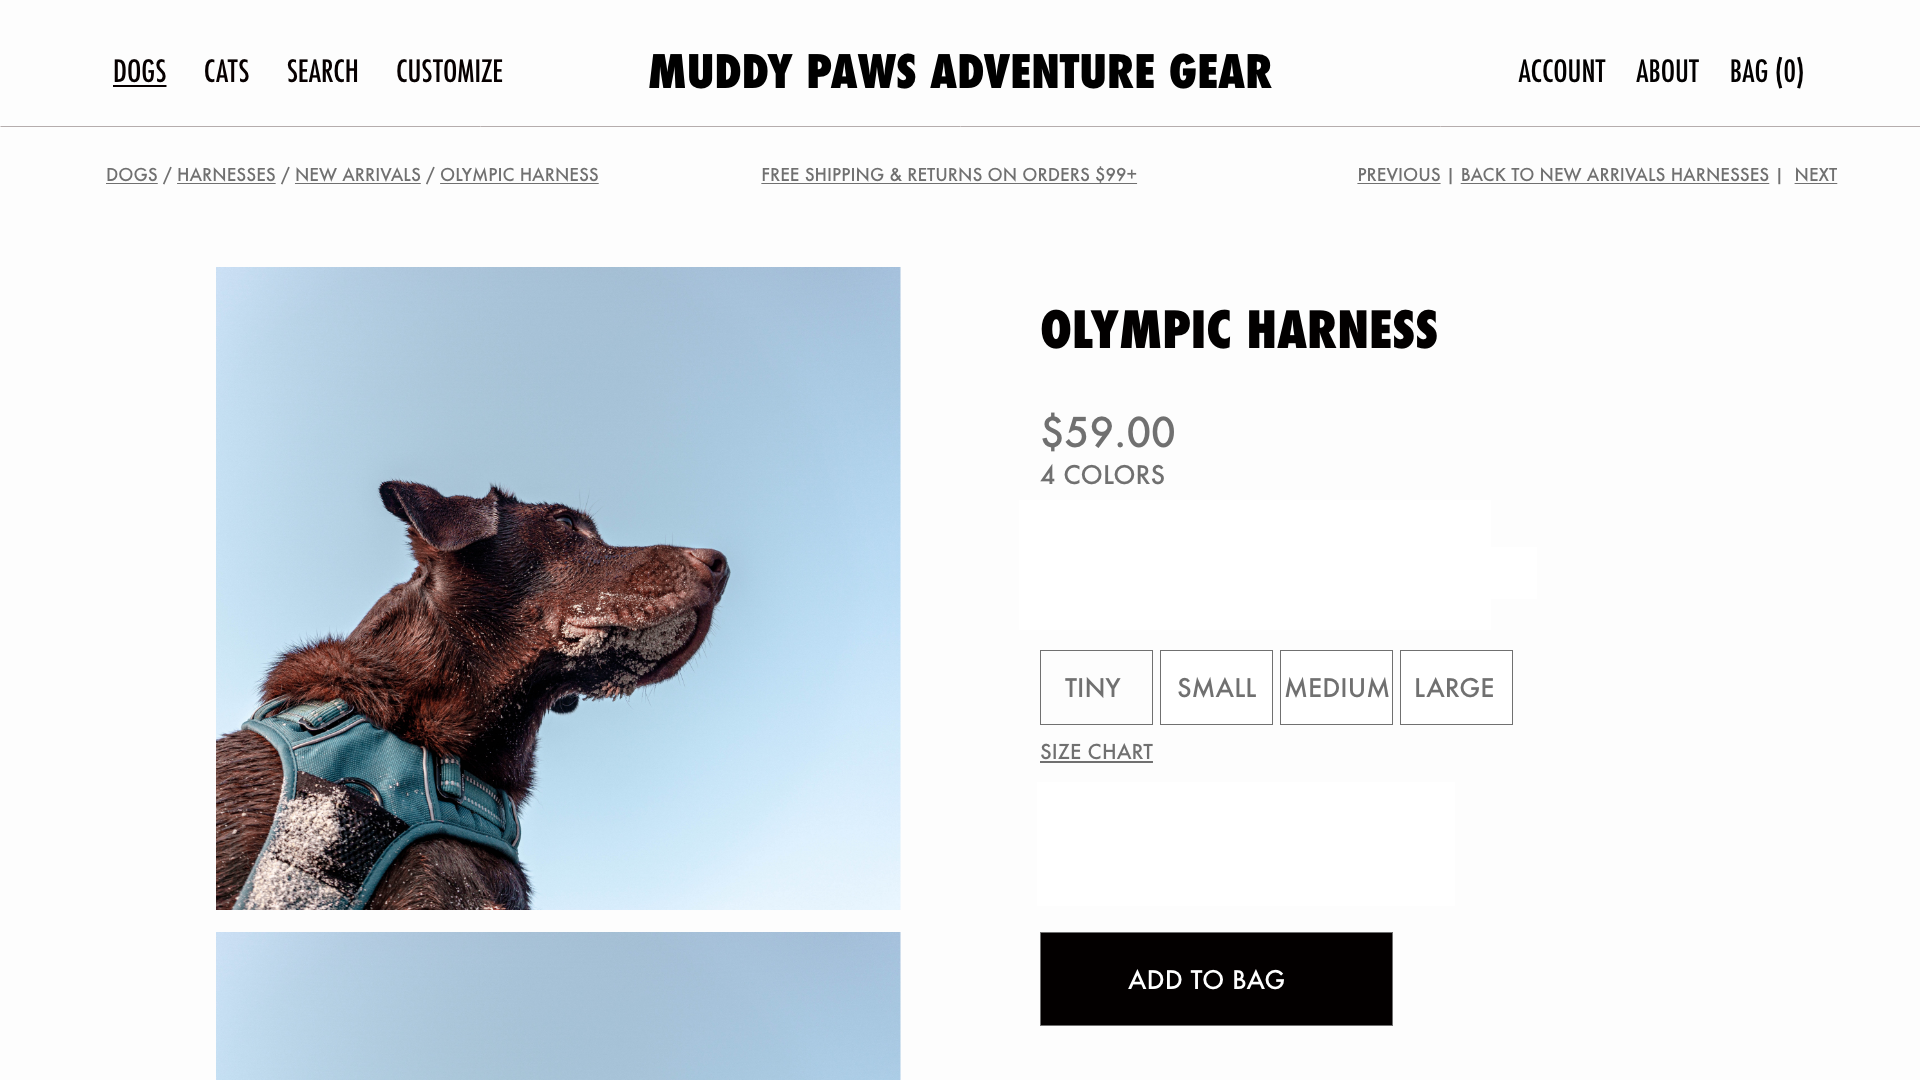 DOGS CATS SEARCH CUSTOMIZE MUDDY PAWS ADVENTURE GEAR ACCOUNT ABOUT BAG (0)
DOGS / HARNESSES / NEW ARRIVALS / OLYMPIC HARNESS FREE SHIPPING & RETURNS ON ORDERS $99+ PREVIOUS | BACK TO NEW ARRIVALS HARNESSES | NEXT
OLYMPIC HARNESS
$59.00
4 COLORS
TINY SMALL MEDIUM LARGE
SIZE CHART
ADD TO BAG